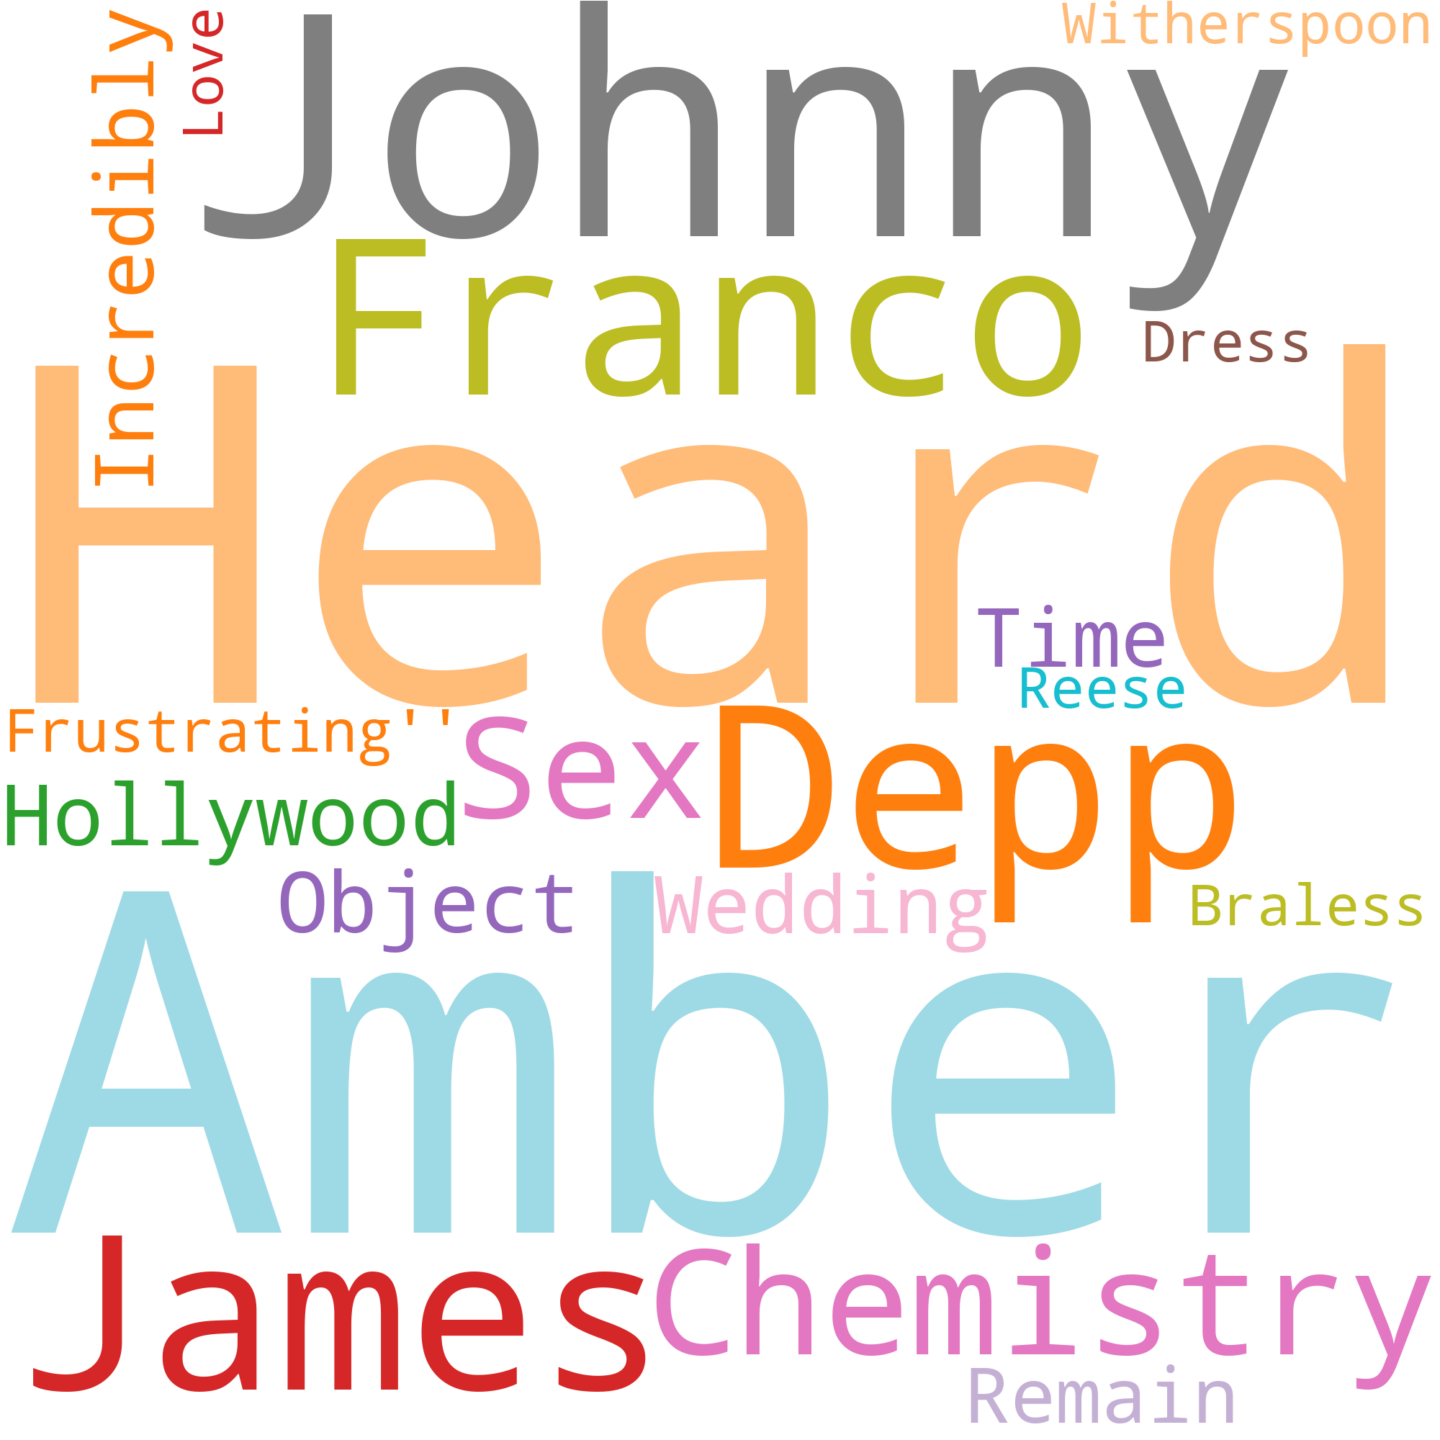 Incredibly
Love
Johnny
Witherspoon
Franco
Dress
Heard
Time
Reese
Frustrating''
Sex
Depp
Hollywood
Object
Wedding
Braless
Amber
James
Chemistry
Remain